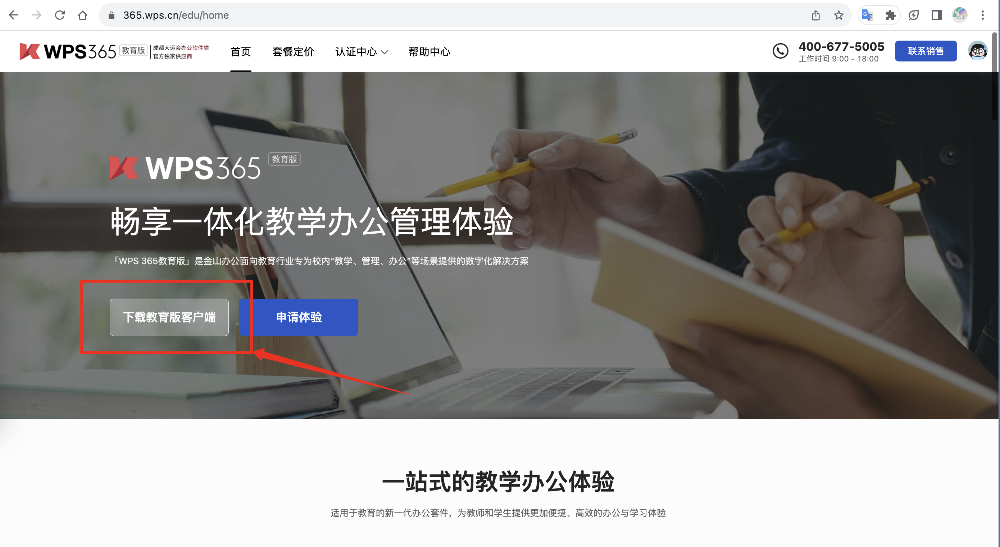 365.wps.cn/edu/home
WPS365 教育版 成都大运会办公软件类
官方独家供应商
首页 套餐定价 认证中心 帮助中心
400-677-5005
工作时间 9:00 - 18:00
联系销售
WPS365 教育版
畅享一体化教学办公管理体验
「WPS 365教育版」是金山办公面向教育行业专为校内“教学、管理、办公”等场景提供的数字化解决方案
下载教育版客户端 申请体验
一站式的教学办公体验
适用于教育的新一代办公套件，为教师和学生提供更加便捷、高效的办公与学习体验